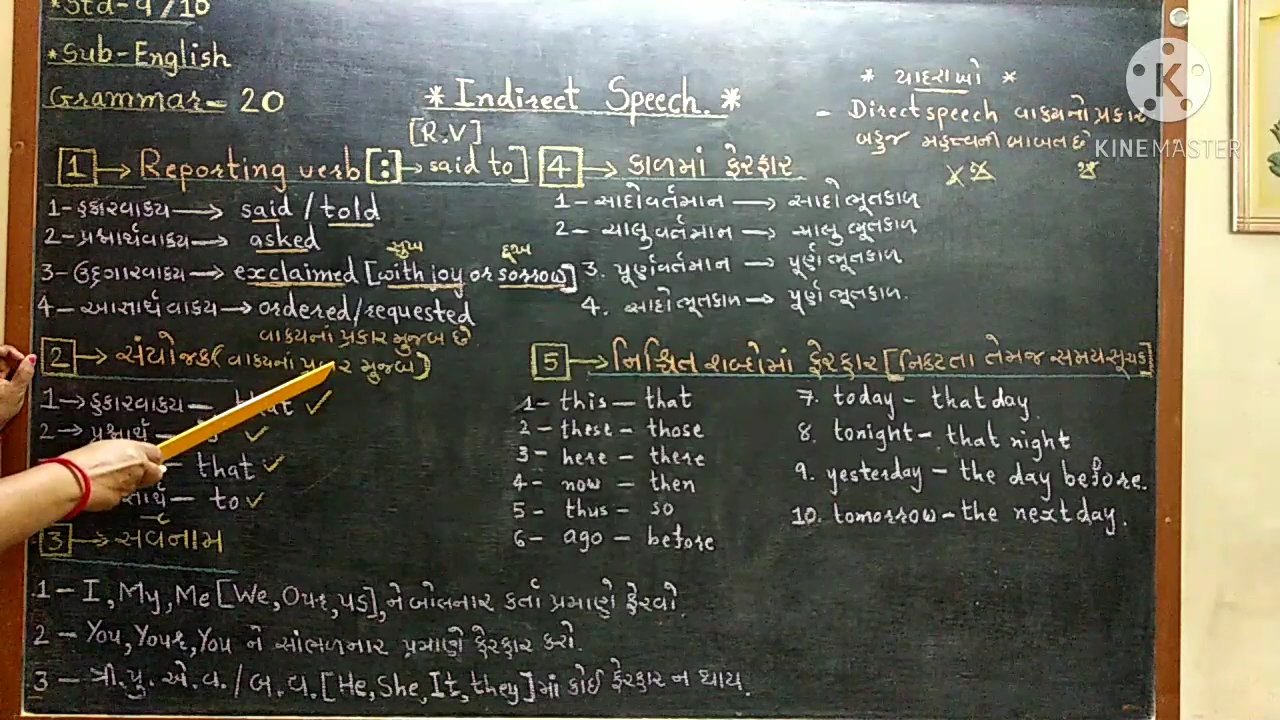 *Std-9/10
*Sub-English
Grammar-20
*Indirect Speech.*
* યાદરાખો *
- Direct speech વાક્યનો પ્રકાર
બહુજ મહત્ત્વની બાબત છે
K
KINEMASTER
[R.V]
1 → Reporting verb [:] → said to]
1-હકારવાક્ય → said / told
2-પ્રશ્નાર્થવાક્ય → asked
સુખ દુઃખ
3-ઉદ્દગારવાક્ય → exclaimed [with joy or sorrow]
4-આજ્ઞાર્થ વાક્ય → ordered/requested
વાક્યનાં પ્રકાર મુજબ છે
2 → સંયોજક (વાક્યનાં પ્રકાર મુજબ)
1→ હકારવાક્ય - that ✓
2→ પ્રશ્નાર્થ ✓
- that ✓
- to ✓
3 → સર્વનામ
1 - I, My, Me [We, Our, us], ને બોલનાર કર્તા પ્રમાણે ફેરવો
2 - You, Your, You ને સાંભળનાર પ્રમાણે ફેરફાર કરો.
3 - ત્રી.પુ. એ.વ. / બ.વ. [He, She, It, they] માં કોઈ ફેરફાર ન થાય.
4 → કાળમાં ફેરફાર
1 - સાદોવર્તમાન → સાદોભૂતકાળ
2 - ચાલુવર્તમાન → ચાલુ ભૂતકાળ
3. પૂર્ણવર્તમાન → પૂર્ણ ભૂતકાળ
4. સાદો ભૂતકાળ → પૂર્ણ ભૂતકાળ.
5 → નિશ્ચિત શબ્દોમાં ફેરફાર [નિકટતા તેમજ સમયસૂચક]
1- this - that
2- these - those
3- here - there
4- now - then
5- thus - so
6- ago - before
7. today - that day
8. tonight - that night
9. yesterday - the day before.
10. tomorrow - the next day.